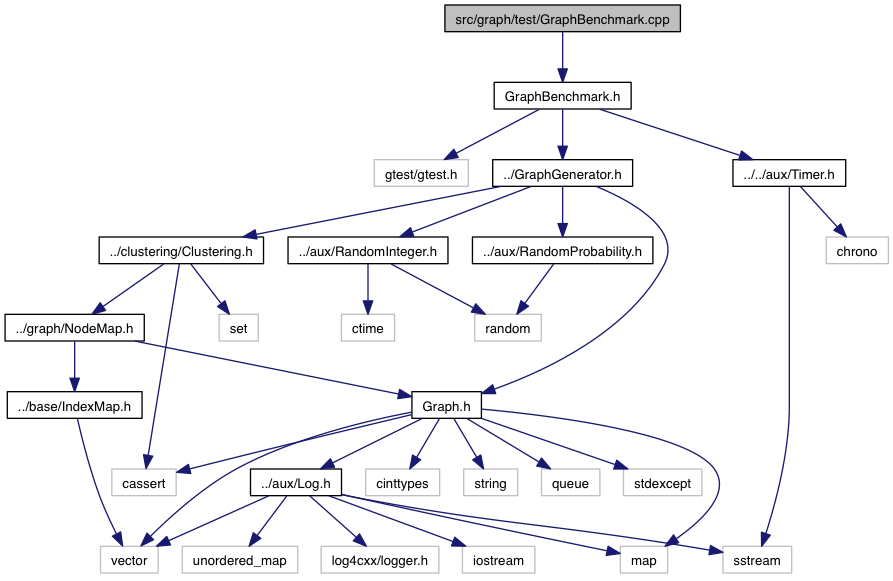 src/graph/test/GraphBenchmark.cpp
GraphBenchmark.h
gtest/gtest.h
../GraphGenerator.h
../../aux/Timer.h
../clustering/Clustering.h
../aux/RandomInteger.h
../aux/RandomProbability.h
chrono
../graph/NodeMap.h
set
ctime
random
../base/IndexMap.h
Graph.h
cassert
../aux/Log.h
cinttypes
string
queue
stdexcept
vector
unordered_map
log4cxx/logger.h
iostream
map
sstream